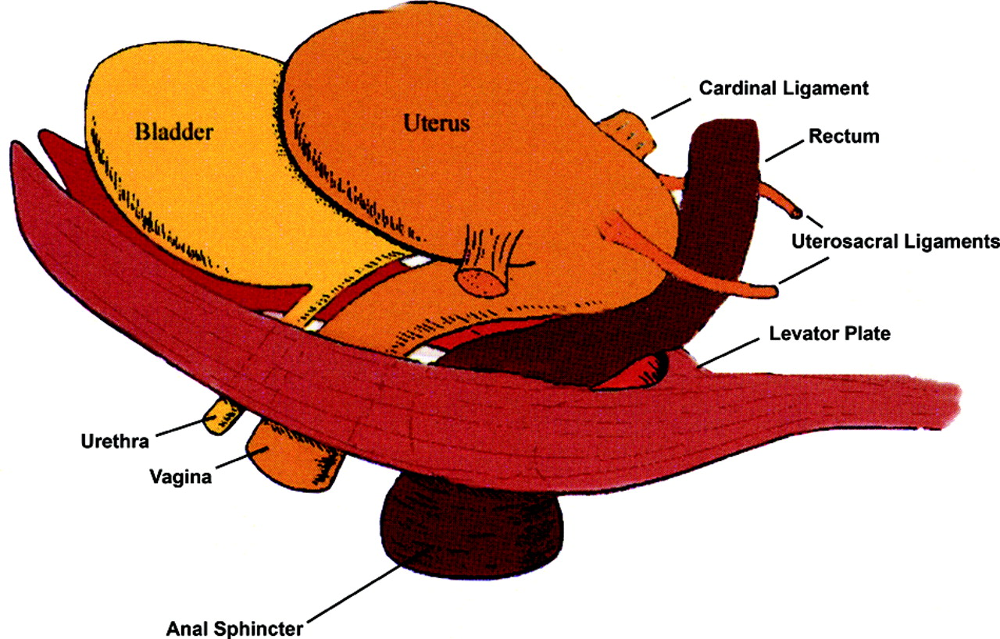 Cardinal Ligament
Bladder
Uterus
Rectum
Uterosacral Ligaments
Levator Plate
Urethra
Vagina
Anal Sphincter